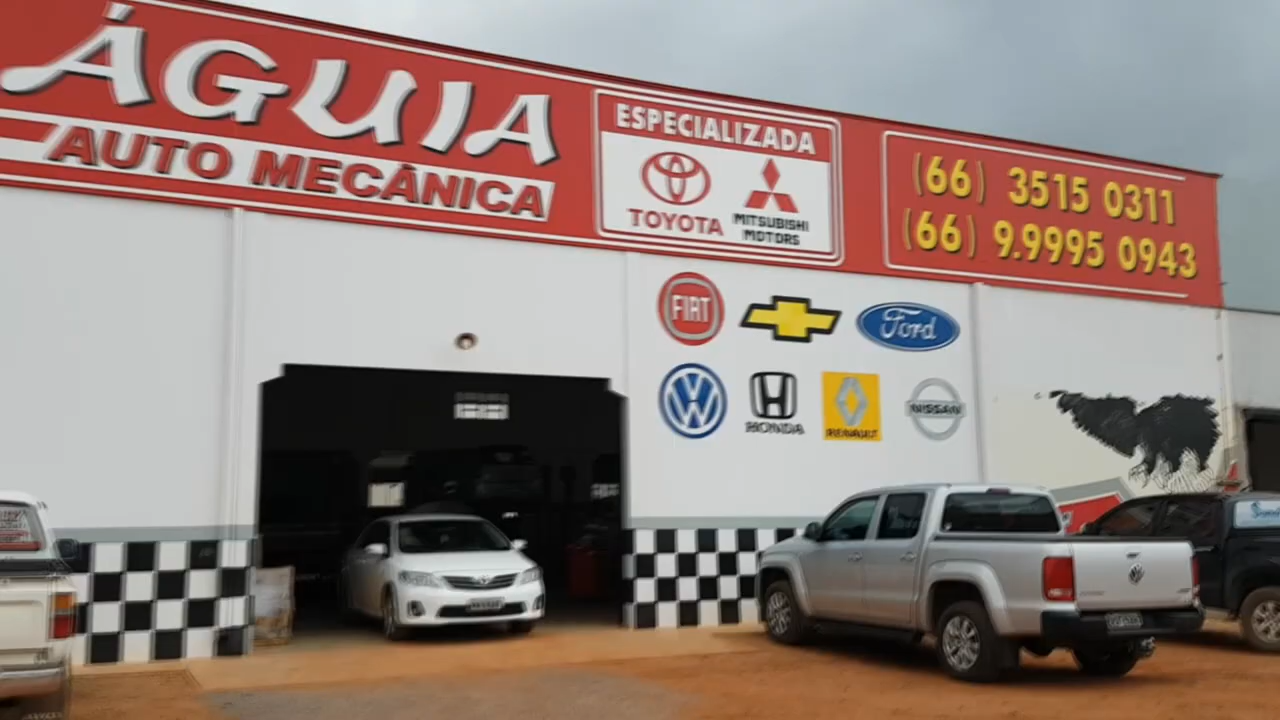 ÁGUIA
AUTO MECÂNICA
ESPECIALIZADA
TOYOTA
MITSUBISHI
MOTORS
(66) 3515 0311
(66) 9.9995 0943
FIAT
Ford
VW
HONDA
RENAULT
NISSAN